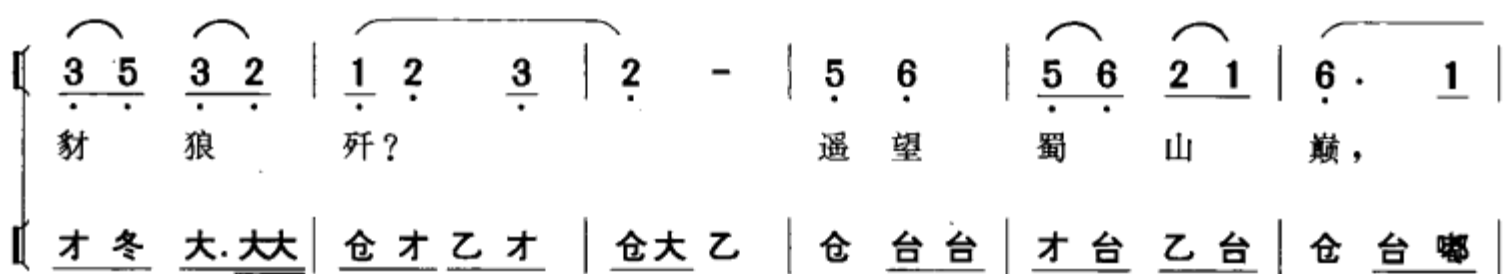 3 5 3 2 | 1 2 3 | 2 - | 5 6 | 5 6 2 1 | 6 · 1 |
豺 狼 歼？ 遥 望 蜀 山 巅，
才 冬 大.大大 | 仓 才 乙 才 | 仓大 乙 | 仓 台 台 | 才 台 乙 台 | 仓 台 嘟 |